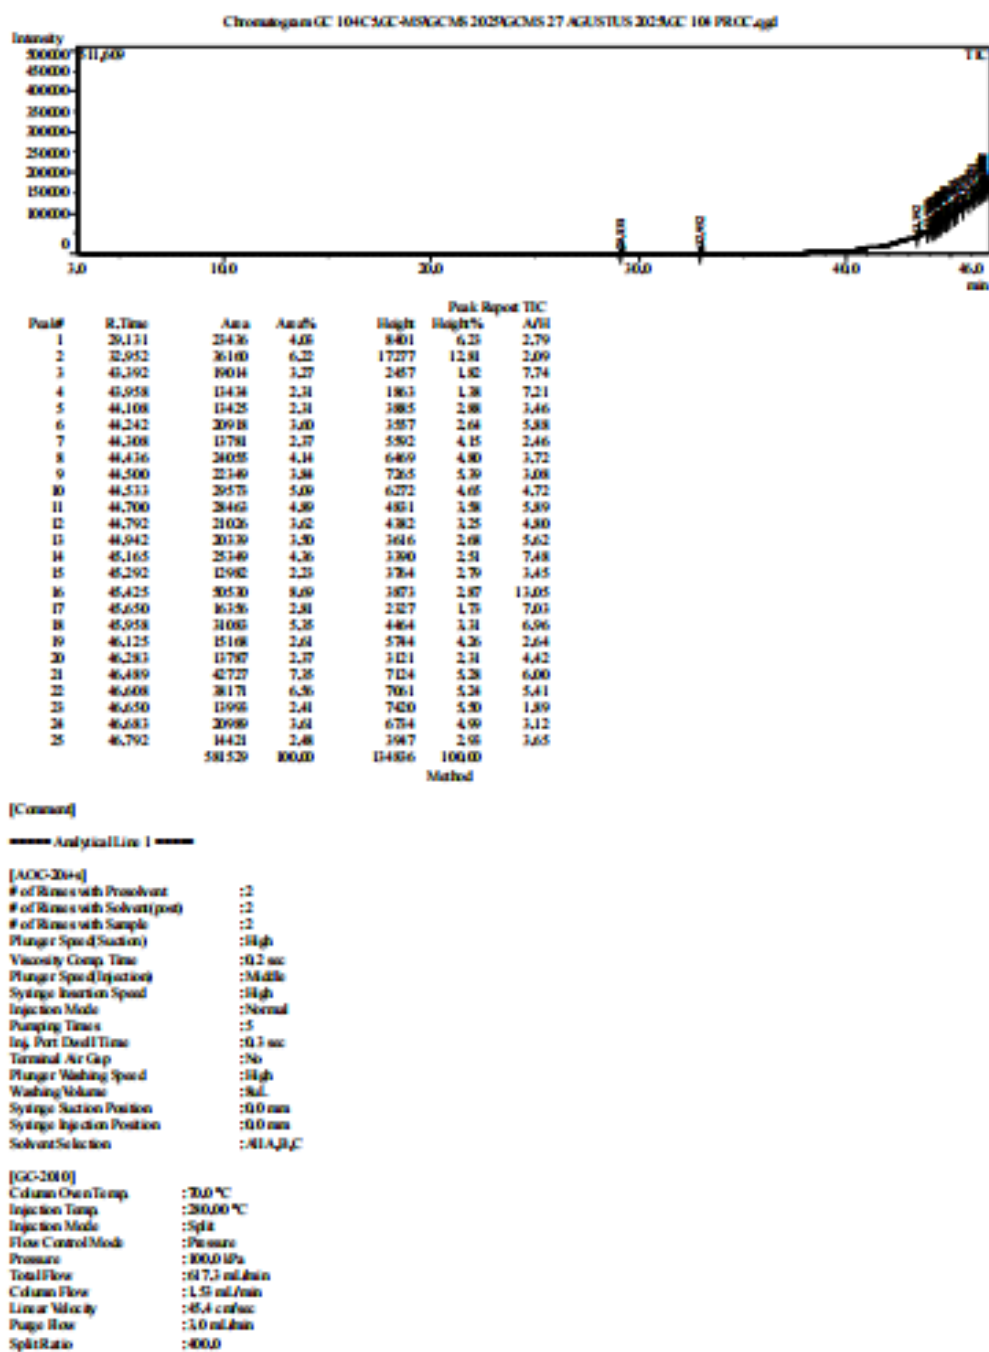 Chromatogram GC 104 C:\GC-MS\GCMS 2025\GCMS 27 AGUSTUS 2025\GC 104 PROC.qgd
Intensity
500000 511,609 TIC
450000
400000
350000
300000
250000
200000
150000
100000
0
3,0 10,0 20,0 30,0 40,0 46,0
min
Peak Report TIC
Peak# R.Time Area Area% Height Height% A/H
1 29,131 23436 4,03 8401 6,23 2,79
2 32,952 36160 6,22 17277 12,81 2,09
3 43,392 19014 3,27 2457 1,82 7,74
4 43,958 13434 2,31 1863 1,38 7,21
5 44,108 13425 2,31 3885 2,88 3,46
6 44,242 20918 3,60 3557 2,64 5,88
7 44,308 13781 2,37 5592 4,15 2,46
8 44,436 24055 4,14 6469 4,80 3,72
9 44,500 22349 3,84 7265 5,39 3,08
10 44,533 29573 5,09 6272 4,65 4,72
11 44,700 28463 4,89 4831 3,58 5,89
12 44,792 21026 3,62 4382 3,25 4,80
13 44,942 20339 3,50 3616 2,68 5,62
14 45,165 25349 4,36 3390 2,51 7,48
15 45,292 12982 2,23 3764 2,79 3,45
16 45,425 50530 8,69 3873 2,87 13,05
17 45,650 16356 2,81 2327 1,73 7,03
18 45,958 31083 5,35 4464 3,31 6,96
19 46,125 15168 2,61 5744 4,26 2,64
20 46,283 13787 2,37 3121 2,31 4,42
21 46,489 42727 7,35 7124 5,28 6,00
22 46,608 38171 6,56 7061 5,24 5,41
23 46,650 13993 2,41 7420 5,50 1,89
24 46,683 20989 3,61 6734 4,99 3,12
25 46,792 14421 2,48 3947 2,93 3,65
581529 100,00 134836 100,00
Method
[Comment]
===== Analytical Line 1 =====
[AOC-20i+s]
# of Rinses with Presolvent :2
# of Rinses with Solvent(post) :2
# of Rinses with Sample :2
Plunger Speed(Suction) :High
Viscosity Comp. Time :0.2 sec
Plunger Speed(Injection) :Middle
Syringe Insertion Speed :High
Injection Mode :Normal
Pumping Times :5
Inj. Port Dwell Time :0.3 sec
Terminal Air Gap :No
Plunger Washing Speed :High
Washing Volume :8uL
Syringe Suction Position :0.0 mm
Syringe Injection Position :0.0 mm
Solvent Selection :All A,B,C
[GC-2010]
Column Oven Temp. :70.0 °C
Injection Temp. :280.00 °C
Injection Mode :Split
Flow Control Mode :Pressure
Pressure :100.0 kPa
Total Flow :617.3 mL/min
Column Flow :1.53 mL/min
Linear Velocity :45.4 cm/sec
Purge Flow :3.0 mL/min
Split Ratio :400.0